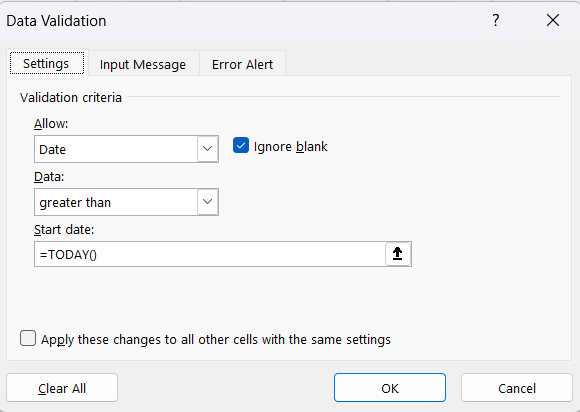 Data Validation ?
Settings Input Message Error Alert
Validation criteria
Allow:
Date Ignore blank
Data:
greater than
Start date:
=TODAY()
Apply these changes to all other cells with the same settings
Clear All OK Cancel